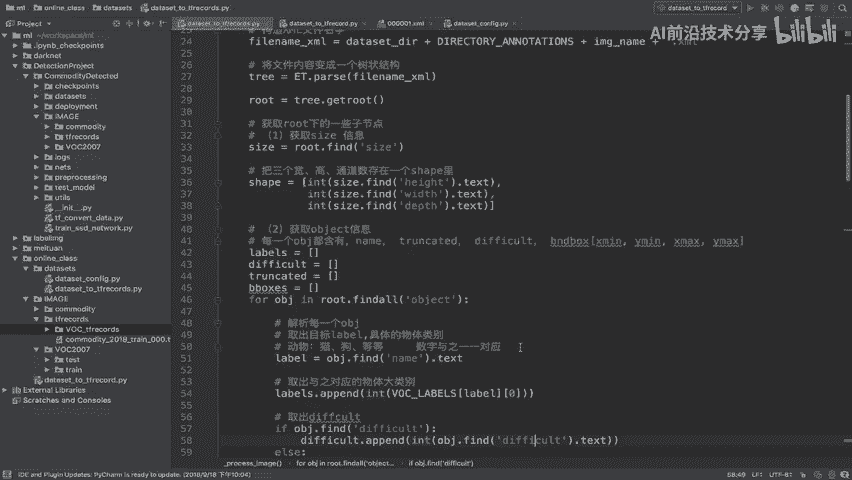 ml
online_class
datasets
dataset_to_tfrecords.py
dataset_to_tfrecord
Project
dataset_to_tfrecords.py
dataset_to_tfrecord.py
000001.xml
dataset_config.py
AI前沿技术分享
bilibili
ml
.ipynb_checkpoints
darknet
DetectionProject
CommodityDetected
checkpoints
datasets
deployment
IMAGE
commodity
tfrecords
VOC2007
logs
nets
preprocessing
test_model
utils
__init__.py
tf_convert_data.py
train_ssd_network.py
labelImg
meituan
online_class
datasets
dataset_config.py
dataset_to_tfrecords.py
IMAGE
commodity
tfrecords
VOC_tfrecords
commodity_2018_train_000.t
VOC2007
test
train
dataset_to_tfrecord.py
External Libraries
Scratches and Consoles
24 filename_xml = dataset_dir + DIRECTORY_ANNOTATIONS + img_name +
25
26 # 将文件内容变成一个树状结构
27 tree = ET.parse(filename_xml)
28
29 root = tree.getroot()
30
31 # 获取root下的一些子节点
32 # （1）获取size 信息
33 size = root.find('size')
34
35 # 把三个宽、高、通道数存在一个shape里
36 shape = [int(size.find('height').text),
37 int(size.find('width').text),
38 int(size.find('depth').text)]
39
40 # （2）获取object信息
41 # 每一个obj都含有, name, truncated, difficult, bndbox[xmin, ymin, xmax, ymax]
42 labels = []
43 difficult = []
44 truncated = []
45 bboxes = []
46 for obj in root.findall('object'):
47
48 # 解析每一个obj
49 # 取出目标label,具体的物体类别
50 # 动物: 猫、狗、等等 数字与之一一对应
51 label = obj.find('name').text
52
53 # 取出与之对应的物体大类别
54 labels.append(int(VOC_LABELS[label][0]))
55
56 # 取出diffcult
57 if obj.find('difficult'):
58 difficult.append(int(obj.find('difficult').text))
59 else:
_process_image()
for obj in root.findall('object...
if obj.find('difficult')
IDE and Plugin Updates: PyCharm is ready to update. (2018/9/18 下午10:04)
58:49
LF:
UTF-8: